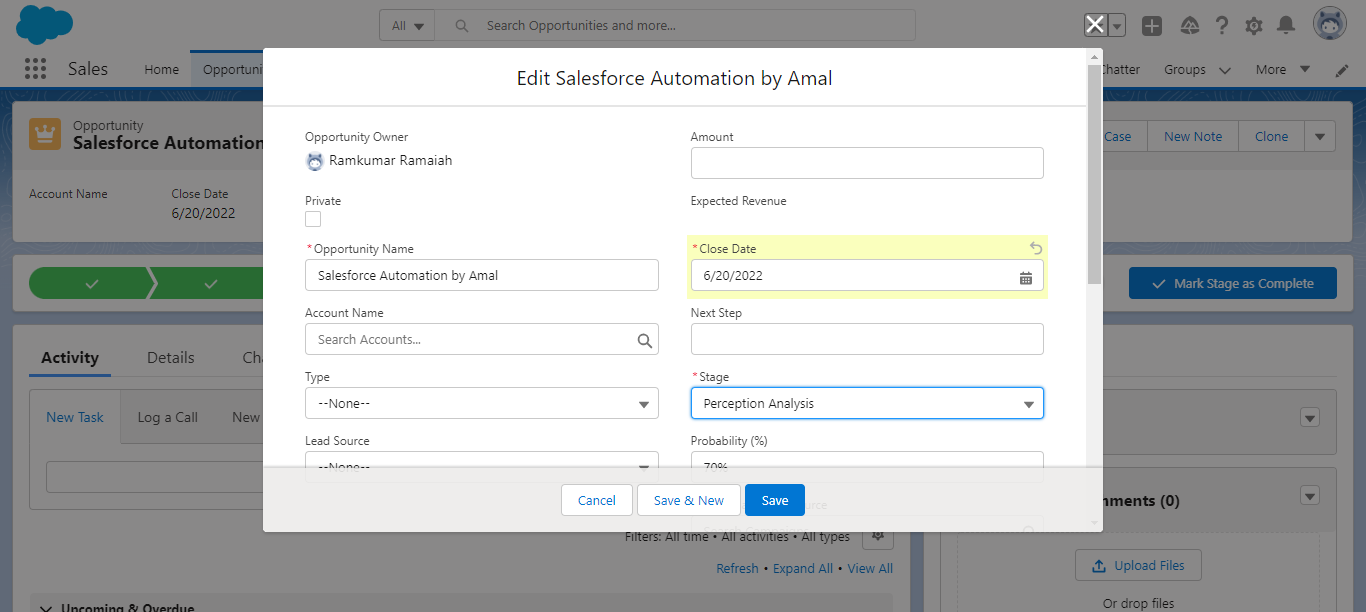 All
Search Opportunities and more...
Sales
Home
Opportuni
Chatter
Groups
More
Opportunity
Salesforce Automation
Case
New Note
Clone
Account Name
Close Date
6/20/2022
Mark Stage as Complete
Activity
Details
Cha
New Task
Log a Call
New
Edit Salesforce Automation by Amal
Opportunity Owner
Ramkumar Ramaiah
Amount
Private
Expected Revenue
*Opportunity Name
Salesforce Automation by Amal
*Close Date
6/20/2022
Account Name
Search Accounts...
Next Step
Type
--None--
*Stage
Perception Analysis
Lead Source
--None--
Probability (%)
70%
Cancel
Save & New
Save
Filters: All time • All activities • All types
Refresh • Expand All • View All
Upcoming & Overdue
(0)
Upload Files
Or drop files